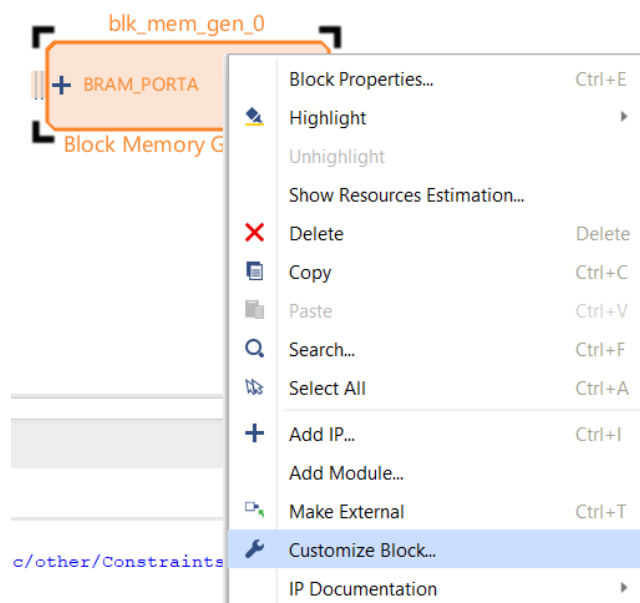 blk_mem_gen_0
BRAM_PORTA
Block Memory G
Block Properties... Ctrl+E
Highlight
Unhighlight
Show Resources Estimation...
Delete Delete
Copy Ctrl+C
Paste Ctrl+V
Search... Ctrl+F
Select All Ctrl+A
Add IP... Ctrl+I
Add Module...
Make External Ctrl+T
Customize Block...
IP Documentation
c/other/Constraints